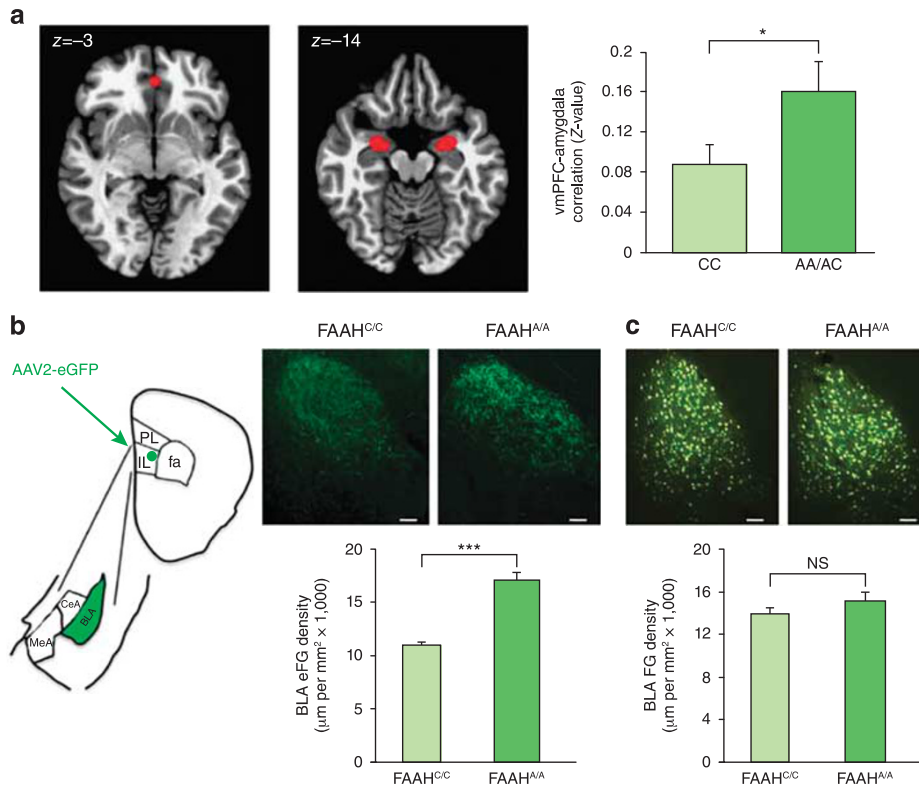 a
z=–3
z=–14
vmPFC-amygdala
correlation (Z-value)
0.2
0.16
0.12
0.08
0.04
0
*
CC
AA/AC
b
AAV2-eGFP
PL
IL
fa
CeA
BLA
MeA
FAAH^C/C
FAAH^A/A
BLA eFG density
(μm per mm² × 1,000)
20
15
10
5
0
***
FAAH^C/C
FAAH^A/A
c
FAAH^C/C
FAAH^A/A
BLA FG density
(μm per mm² × 1,000)
20
16
12
8
4
0
NS
FAAH^C/C
FAAH^A/A